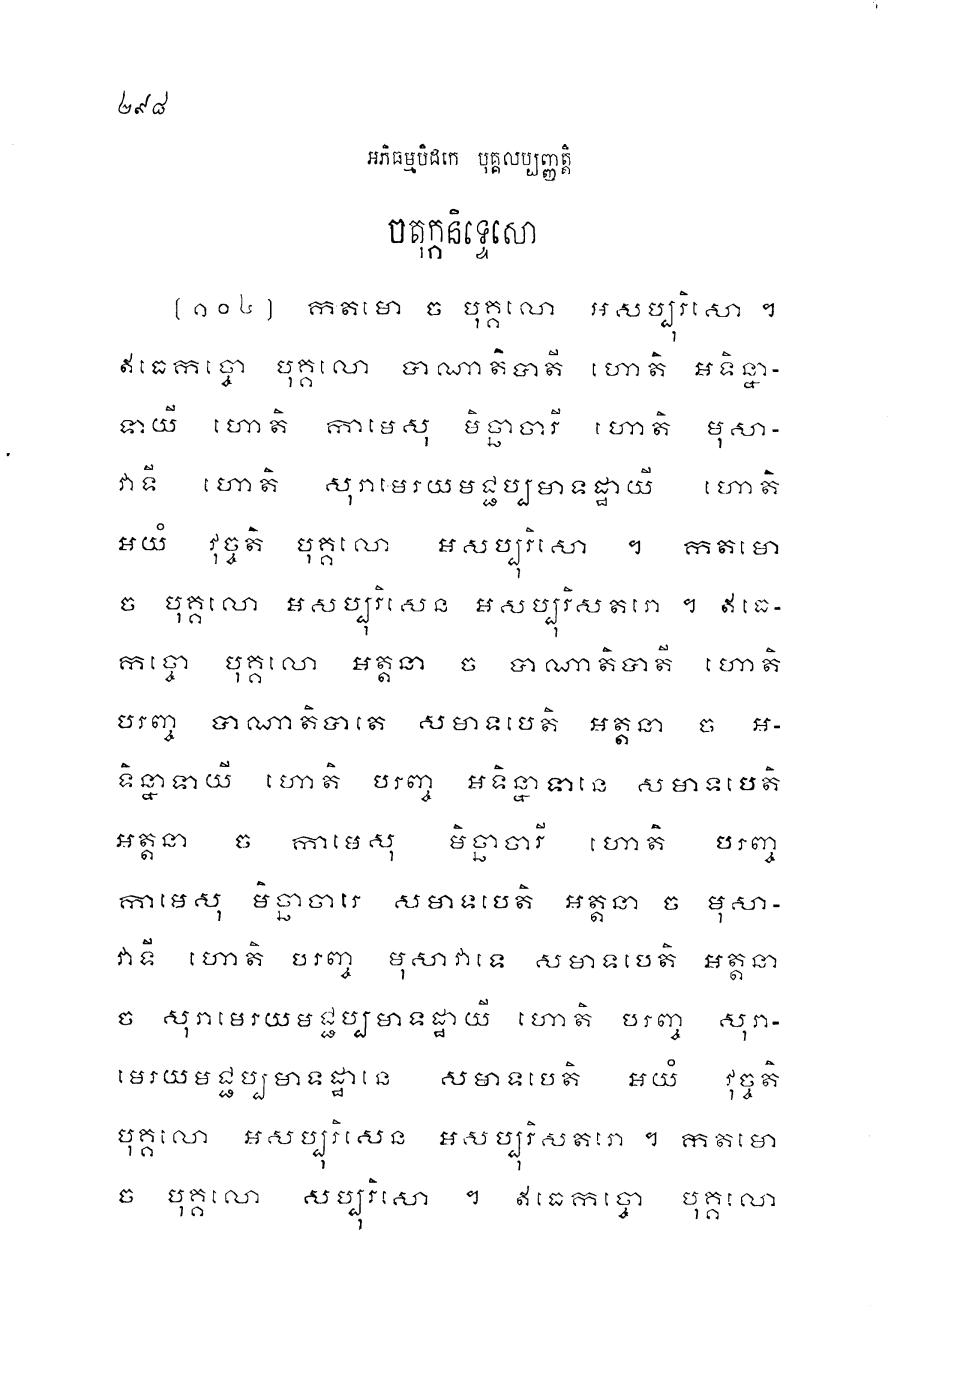 ២៩៨
អភិធម្មបិដកេ បុគ្គលប្បញ្ញត្តិ
ចតុក្កនិទ្ទេសោ
[១០៤] កតមោ ច បុគ្គលោ អសប្បុរិសោ ។
ឥធេកច្ចោ បុគ្គលោ បាណាតិបាតី ហោតិ អទិន្នា-
ទាយី ហោតិ កាមេសុ មិច្ឆាចារី ហោតិ មុសា-
វាទី ហោតិ សុរាមេរយមជ្ជប្បមាទដ្ឋាយី ហោតិ
អយំ វុច្ចតិ បុគ្គលោ អសប្បុរិសោ ។ កតមោ
ច បុគ្គលោ អសប្បុរិសេន អសប្បុរិសតរោ ។ ឥធេ-
កច្ចោ បុគ្គលោ អត្តនា ច បាណាតិបាតី ហោតិ
បរញ្ច បាណាតិបាតេ សមាទបេតិ អត្តនា ច អ-
ទិន្នាទាយី ហោតិ បរញ្ច អទិន្នាទានេ សមាទបេតិ
អត្តនា ច កាមេសុ មិច្ឆាចារី ហោតិ បរញ្ច
កាមេសុ មិច្ឆាចារេ សមាទបេតិ អត្តនា ច មុសា-
វាទី ហោតិ បរញ្ច មុសាវាទេ សមាទបេតិ អត្តនា
ច សុរាមេរយមជ្ជប្បមាទដ្ឋាយី ហោតិ បរញ្ច សុរា-
មេរយមជ្ជប្បមាទដ្ឋានេ សមាទបេតិ អយំ វុច្ចតិ
បុគ្គលោ អសប្បុរិសេន អសប្បុរិសតរោ ។ កតមោ
ច បុគ្គលោ សប្បុរិសោ ។ ឥធេកច្ចោ បុគ្គលោ